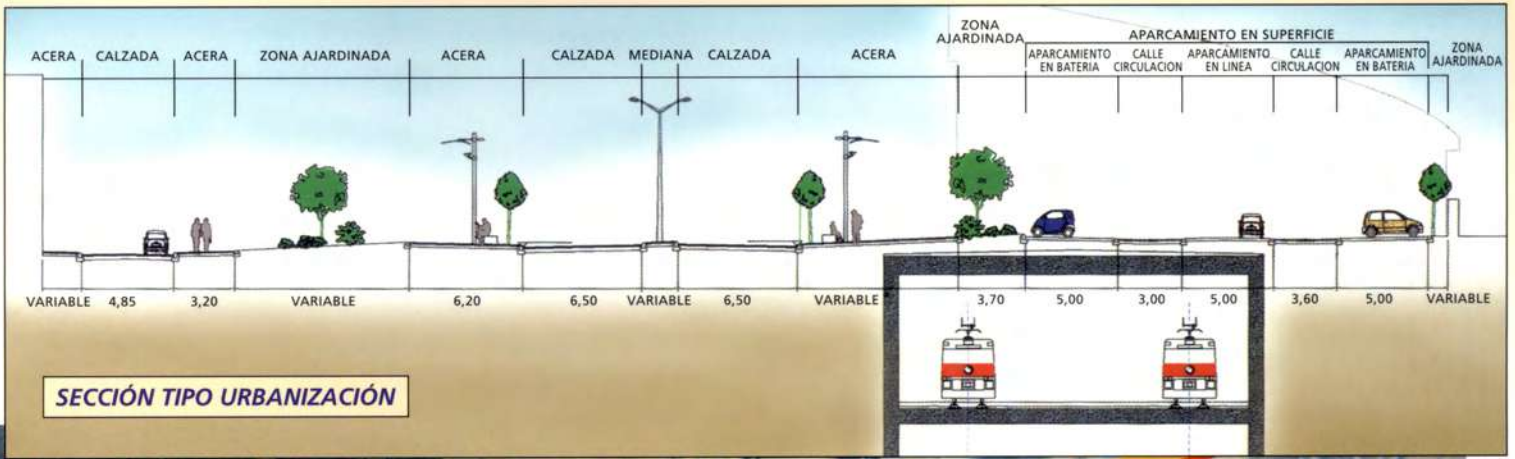 ZONA
AJARDINADA
APARCAMIENTO EN SUPERFICIE
ACERA CALZADA ACERA ZONA AJARDINADA ACERA CALZADA MEDIANA CALZADA ACERA
APARCAMIENTO
EN BATERIA
CALLE
CIRCULACION
APARCAMIENTO
EN LINEA
CALLE
CIRCULACION
APARCAMIENTO
EN BATERIA
ZONA
AJARDINADA
VARIABLE 4,85 3,20 VARIABLE 6,20 6,50 VARIABLE 6,50 VARIABLE 3,70 5,00 3,00 5,00 3,60 5,00 VARIABLE
SECCIÓN TIPO URBANIZACIÓN